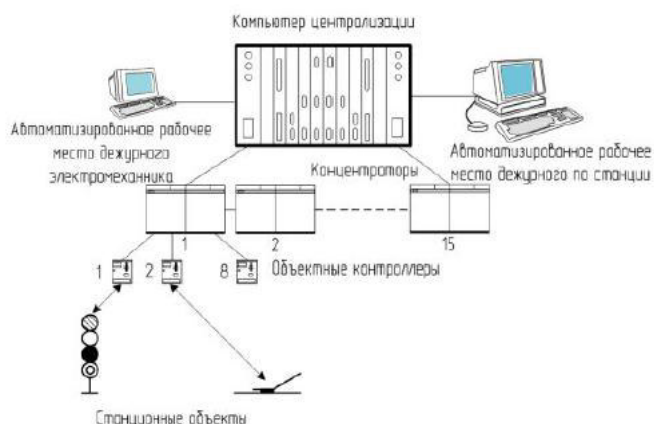 Компьютер централизации
Автоматизированное рабочее
место дежурного
электромеханника
Автоматизированное рабочее
место дежурного по станции
Концентраторы
1
2
15
1
2
8
Объектные контроллеры
Станционные объекты